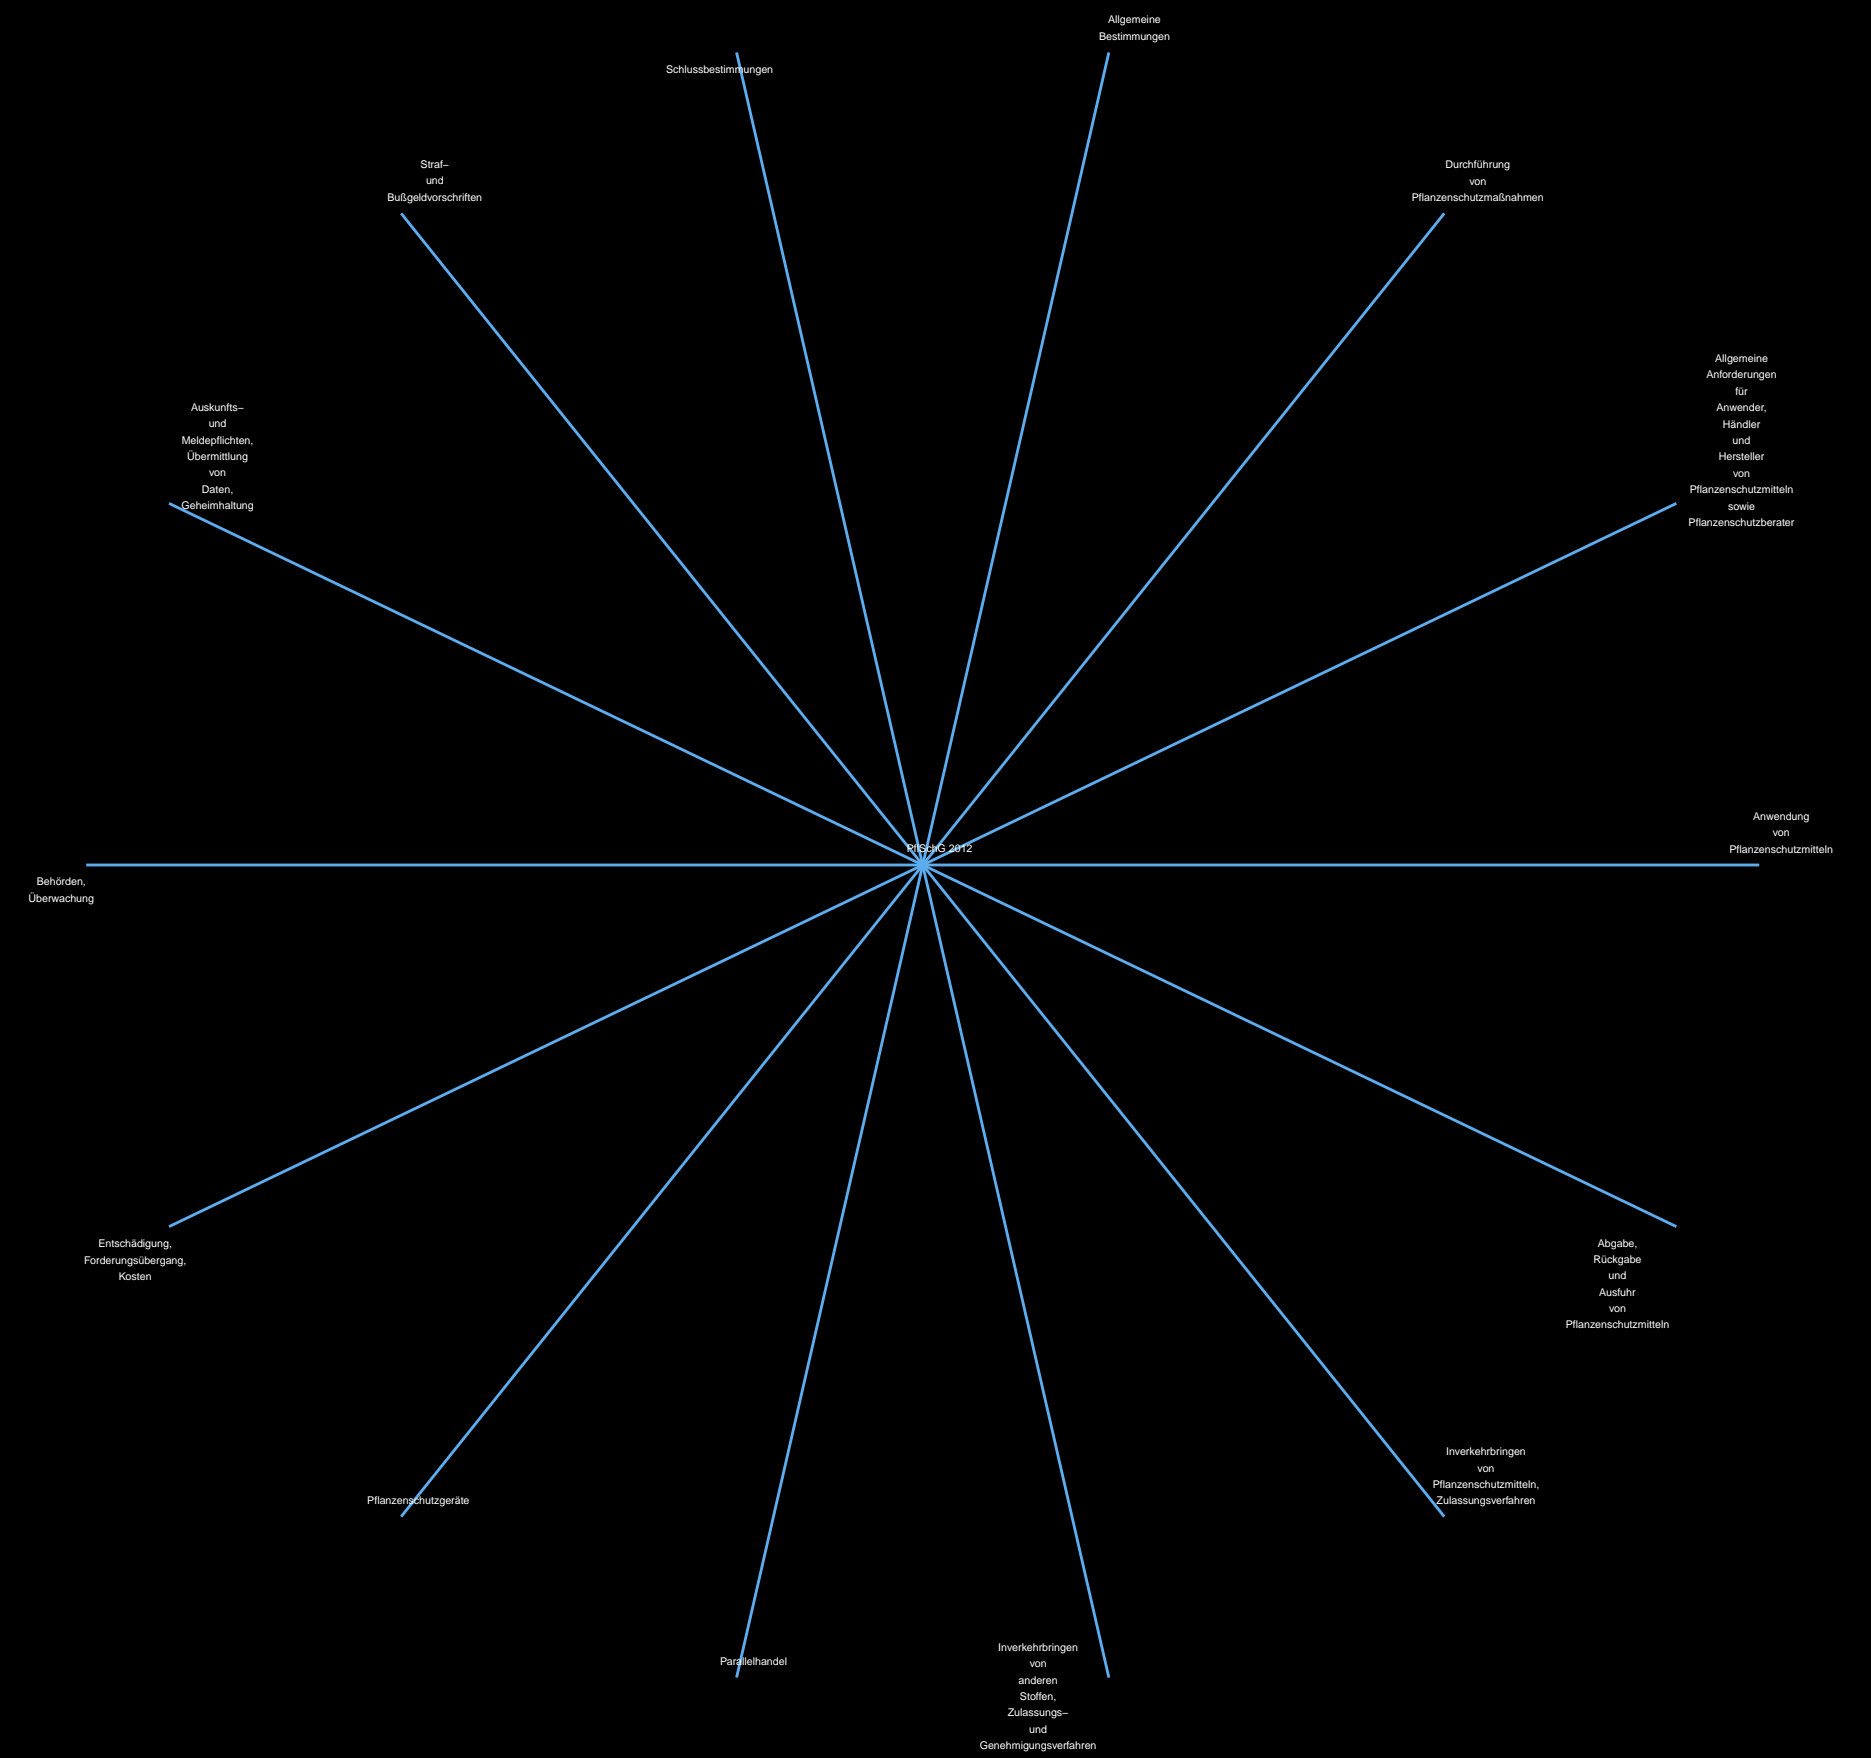 Allgemeine
Bestimmungen
Schlussbestimmungen
Straf–
und
Bußgeldvorschriften
Durchführung
von
Pflanzenschutzmaßnahmen
Allgemeine
Anforderungen
für
Anwender,
Händler
und
Hersteller
von
Pflanzenschutzmitteln
sowie
Pflanzenschutzberater
Auskunfts–
und
Meldepflichten,
Übermittlung
von
Daten,
Geheimhaltung
Anwendung
von
Pflanzenschutzmitteln
PflSchG 2012
Behörden,
Überwachung
Entschädigung,
Forderungsübergang,
Kosten
Abgabe,
Rückgabe
und
Ausfuhr
von
Pflanzenschutzmitteln
Inverkehrbringen
von
Pflanzenschutzmitteln,
Zulassungsverfahren
Pflanzenschutzgeräte
Parallelhandel
Inverkehrbringen
von
anderen
Stoffen,
Zulassungs–
und
Genehmigungsverfahren